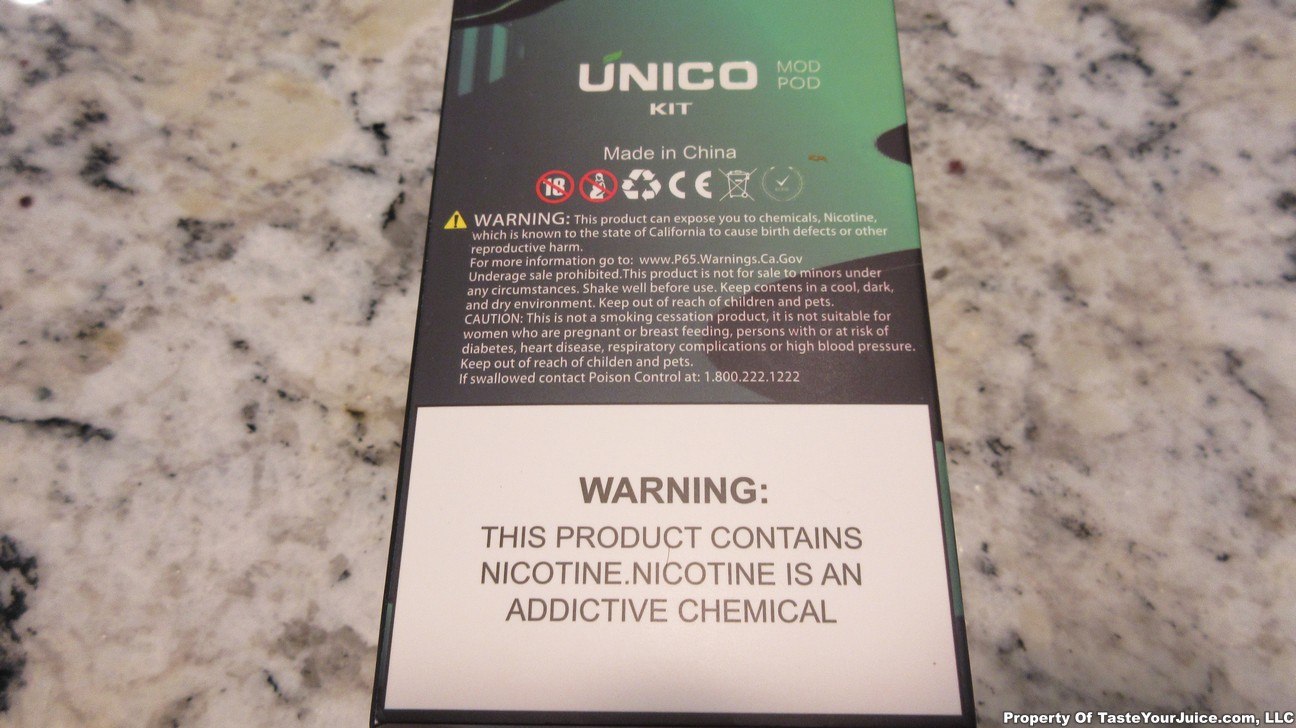 UNICO MOD POD
KIT
Made in China
18
CE
WARNING: This product can expose you to chemicals, Nicotine,
which is known to the state of California to cause birth defects or other
reproductive harm.
For more information go to: www.P65.Warnings.Ca.Gov
Underage sale prohibited.This product is not for sale to minors under
any circumstances. Shake well before use. Keep contens in a cool, dark,
and dry environment. Keep out of reach of children and pets.
CAUTION: This is not a smoking cessation product, it is not suitable for
women who are pregnant or breast feeding, persons with or at risk of
diabetes, heart disease, respiratory complications or high blood pressure.
Keep out of reach of childen and pets.
If swallowed contact Poison Control at: 1.800.222.1222
WARNING:
THIS PRODUCT CONTAINS
NICOTINE.NICOTINE IS AN
ADDICTIVE CHEMICAL
Property Of TasteYourJuice.com, LLC